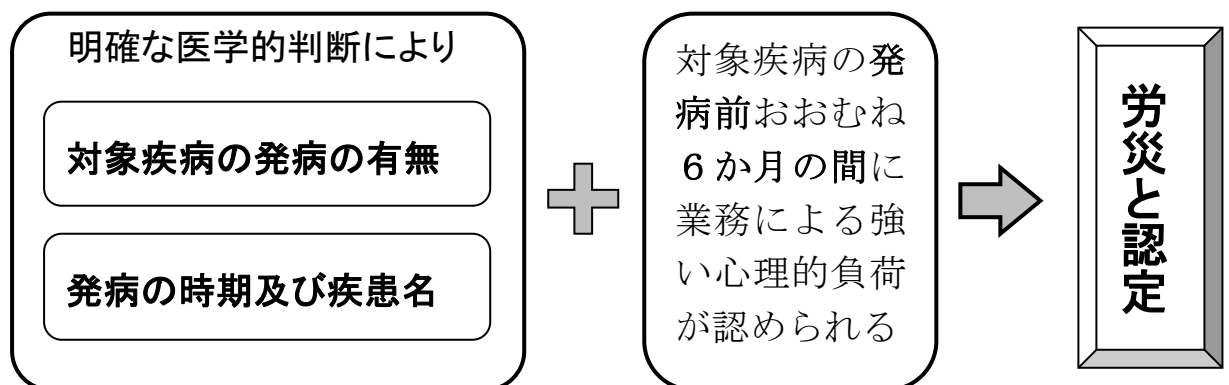 明確な医学的判断により
対象疾病の発病の有無
発病の時期及び疾患名
対象疾病の発
病前おおむね
６か月の間に
業務による強
い心理的負荷
が認められる
労災と認定